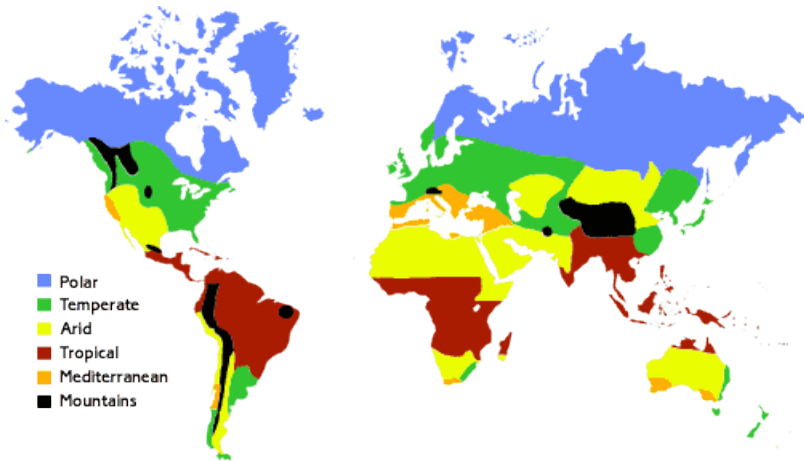 Polar
Temperate
Arid
Tropical
Mediterranean
Mountains